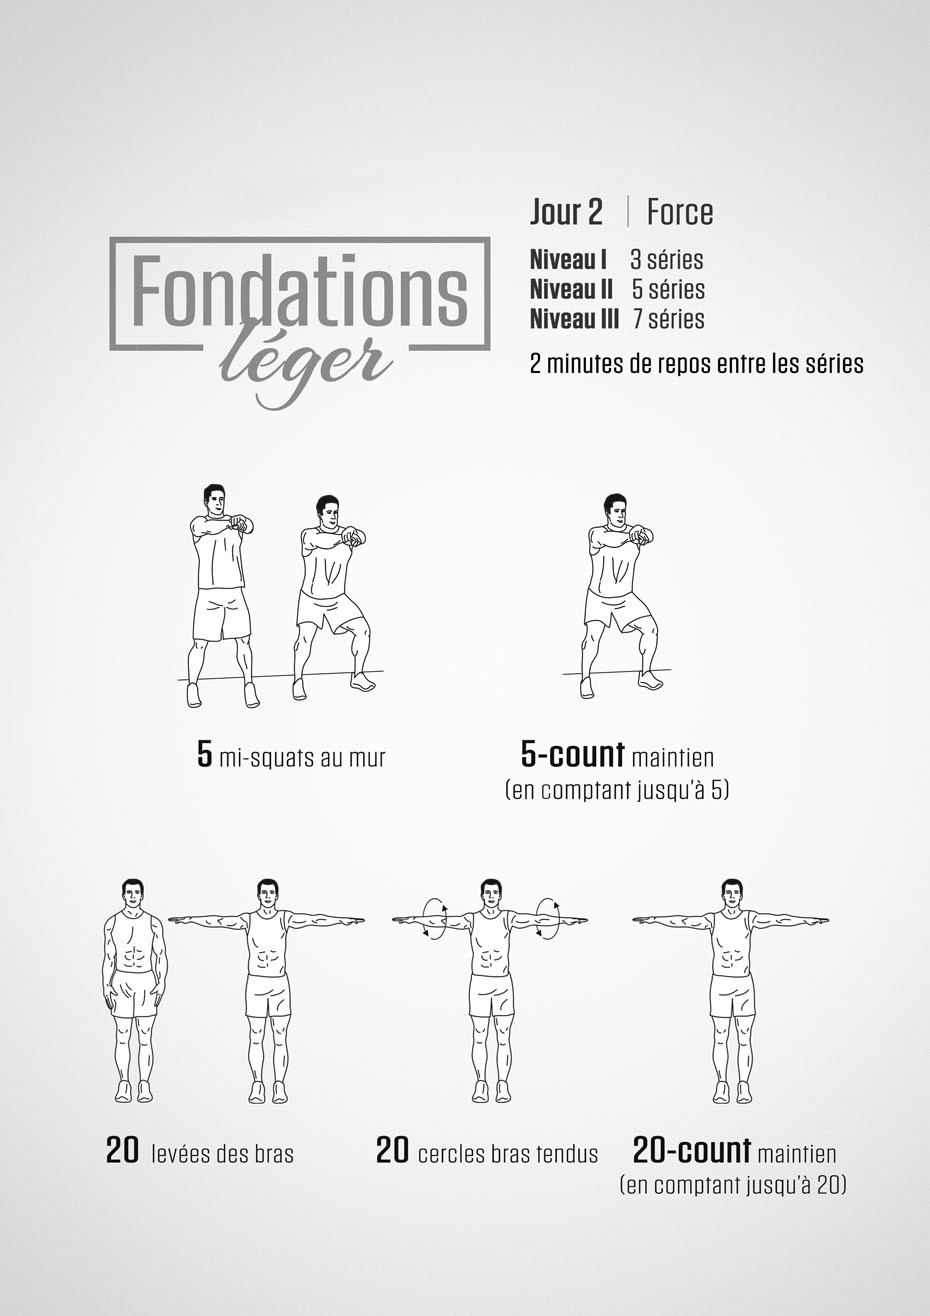 Fondations
léger
Jour 2 | Force
Niveau I 3 séries
Niveau II 5 séries
Niveau III 7 séries
2 minutes de repos entre les séries
5 mi-squats au mur
5-count maintien
(en comptant jusqu'à 5)
20 levées des bras
20 cercles bras tendus
20-count maintien
(en comptant jusqu'à 20)